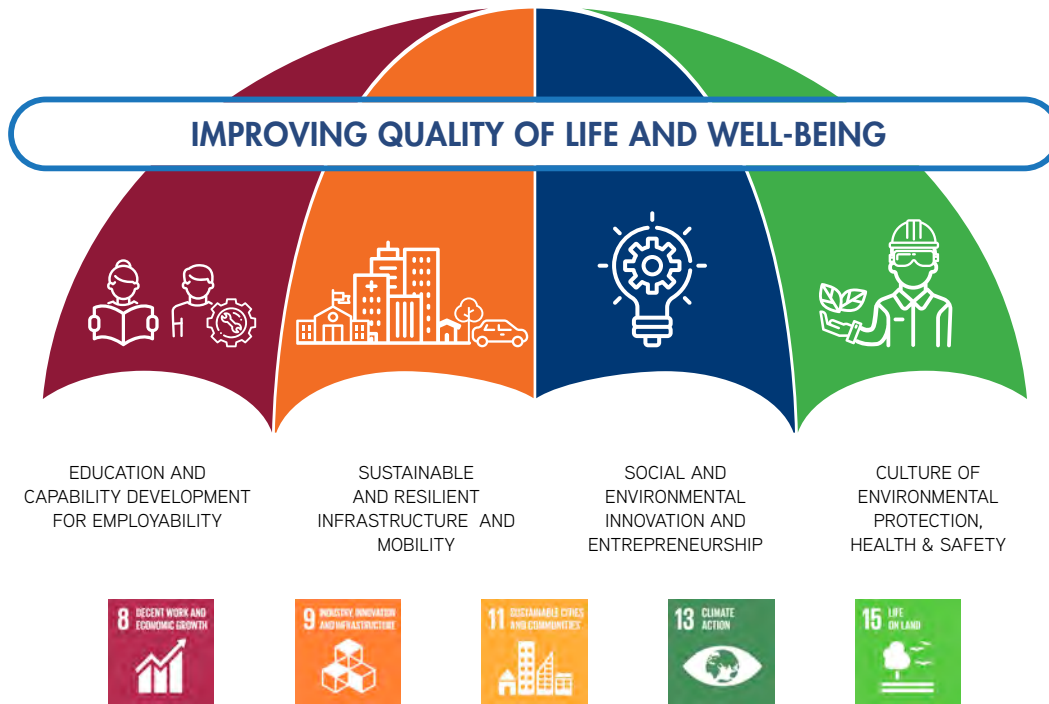 IMPROVING QUALITY OF LIFE AND WELL-BEING
EDUCATION AND
CAPABILITY DEVELOPMENT
FOR EMPLOYABILITY
SUSTAINABLE
AND RESILIENT
INFRASTRUCTURE AND
MOBILITY
SOCIAL AND
ENVIRONMENTAL
INNOVATION AND
ENTREPRENEURSHIP
CULTURE OF
ENVIRONMENTAL
PROTECTION,
HEALTH & SAFETY
8 DECENT WORK AND
ECONOMIC GROWTH
9 INDUSTRY, INNOVATION
AND INFRASTRUCTURE
11 SUSTAINABLE CITIES
AND COMMUNITIES
13 CLIMATE
ACTION
15 LIFE
ON LAND